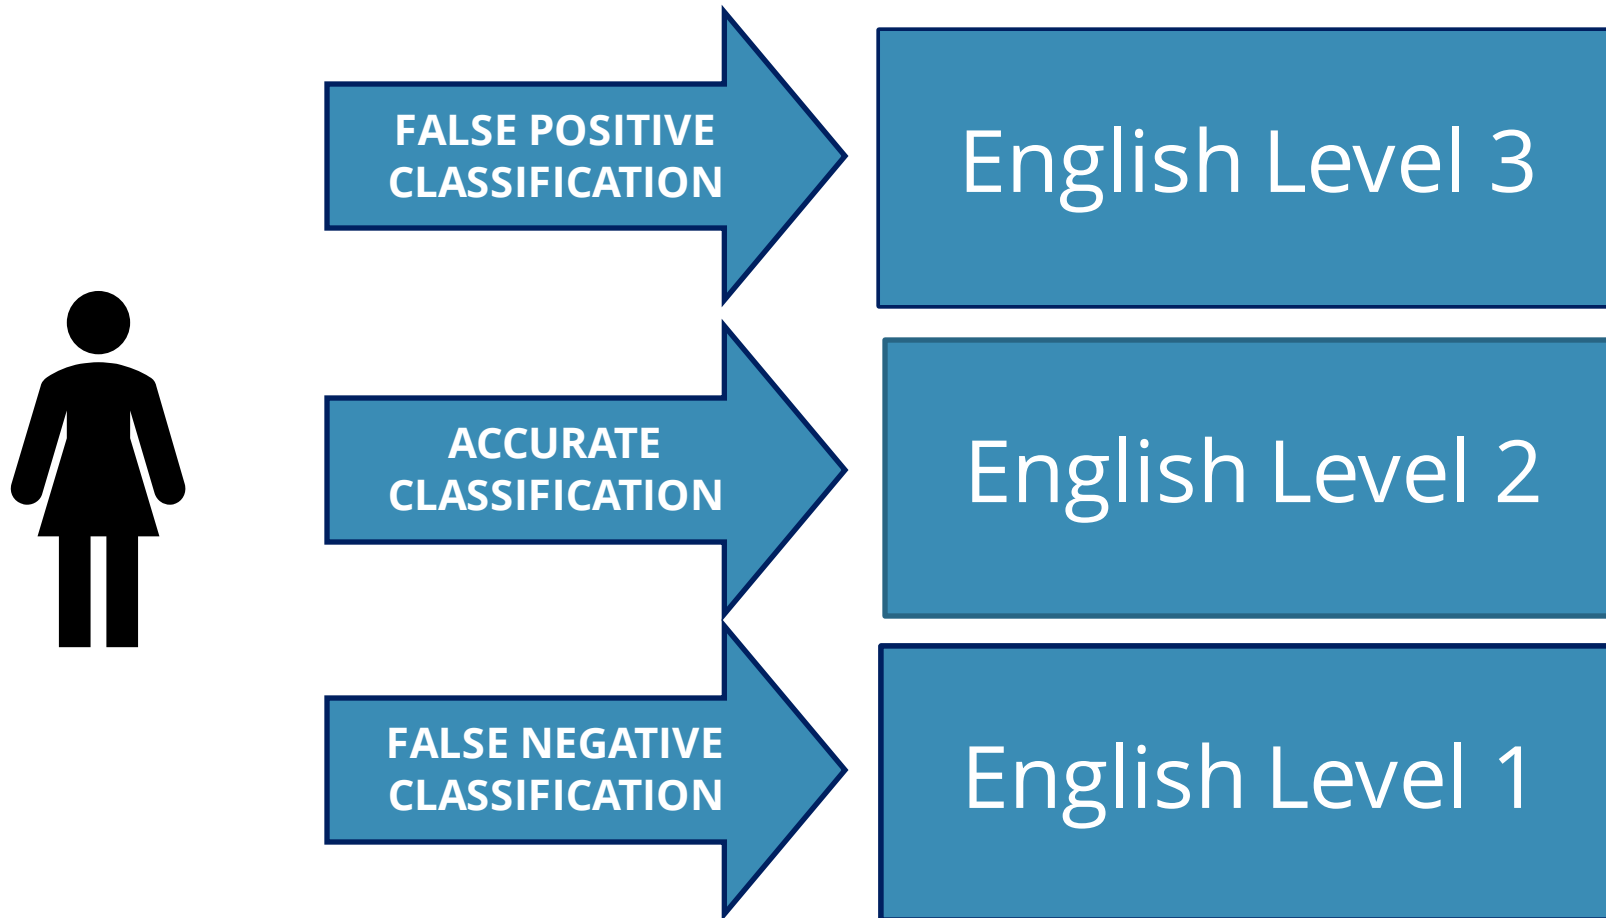 FALSE POSITIVE
CLASSIFICATION
English Level 3
ACCURATE
CLASSIFICATION
English Level 2
FALSE NEGATIVE
CLASSIFICATION
English Level 1